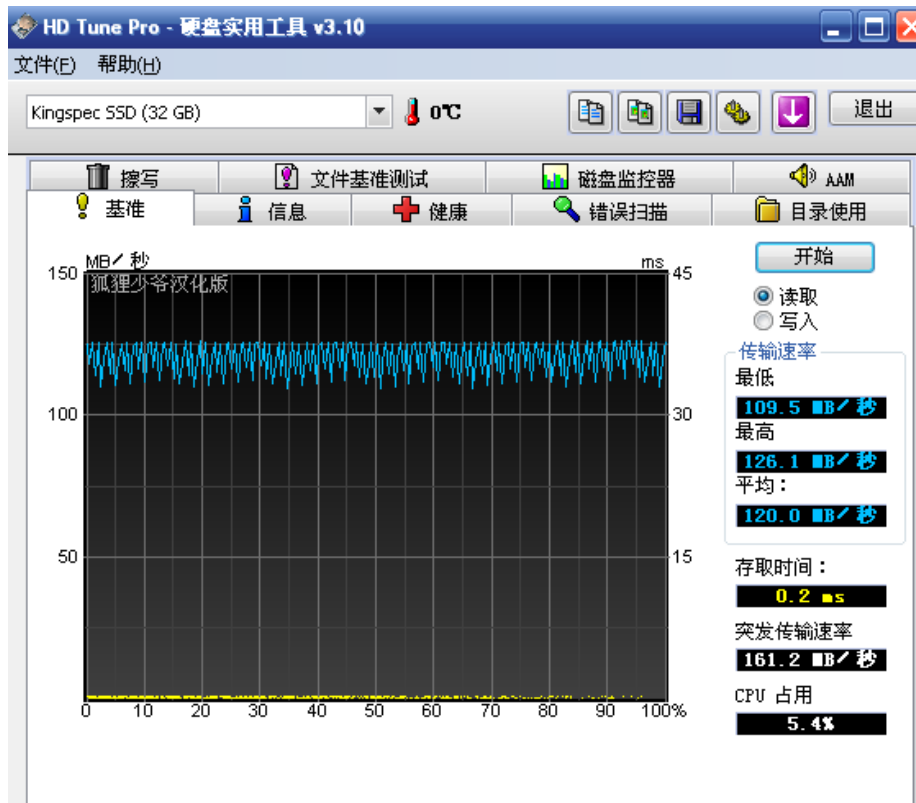 HD Tune Pro - 硬盘实用工具 v3.10
文件(F) 帮助(H)
Kingspec SSD (32 GB)
0℃
退出
擦写 文件基准测试 磁盘监控器 AAM
基准 信息 健康 错误扫描 目录使用
MB/秒
ms
150
45
狐狸少爷汉化版
100
30
50
15
0 10 20 30 40 50 60 70 80 90 100%
开始
读取
写入
传输速率
最低
109.5 MB/秒
最高
126.1 MB/秒
平均：
120.0 MB/秒
存取时间：
0.2 ms
突发传输速率
161.2 MB/秒
CPU 占用
5.4%